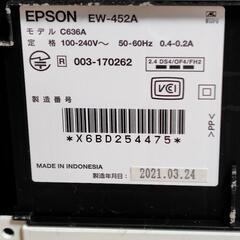 EPSON EW-452A
モデル C636A
定 格 100-240V～ 50-60Hz 0.4-0.2A
R 003-170262
2.4 DS4/OF4/FH2
VCI
製造番号
*X6BD254475*
>PP<
MADE IN INDONESIA
製造年月日: 2021.03.24